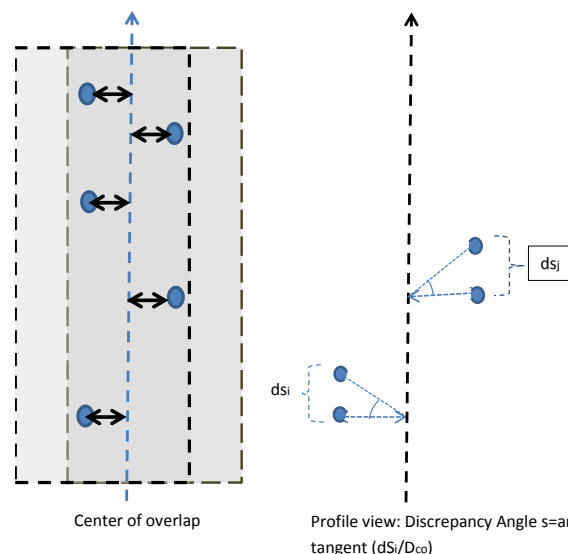 dsj
dsi
Center of overlap
Profile view: Discrepancy Angle s=ar
tangent (dSi/Dco)